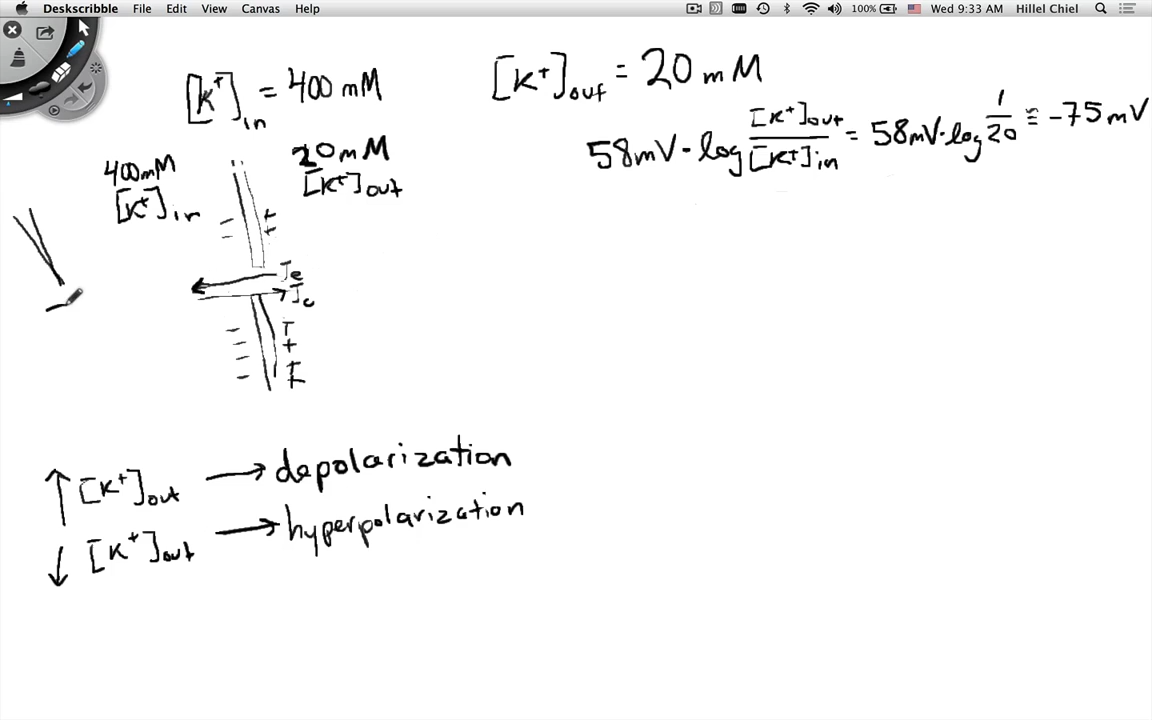 Deskscribble File Edit View Canvas Help 100% Wed 9:33 AM Hillel Chiel
[K⁺]in = 400 mM
[K⁺]out = 20 mM
58mV · log [K⁺]out/[K⁺]in = 58mV · log 1/20 ≅ -75 mV
400mM
[K⁺]in
20mM
[K⁺]out
Je
Jc
↑ [K⁺]out → depolarization
↓ [K⁺]out → hyperpolarization